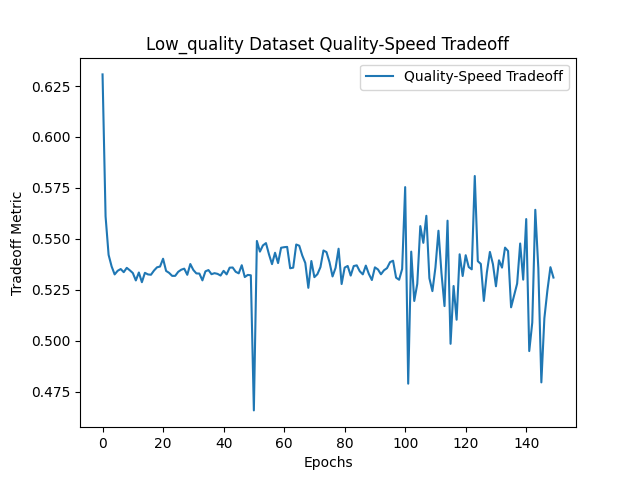 Low_quality Dataset Quality-Speed Tradeoff
Quality-Speed Tradeoff
0.625
0.600
0.575
0.550
0.525
0.500
0.475
Tradeoff Metric
0 20 40 60 80 100 120 140
Epochs